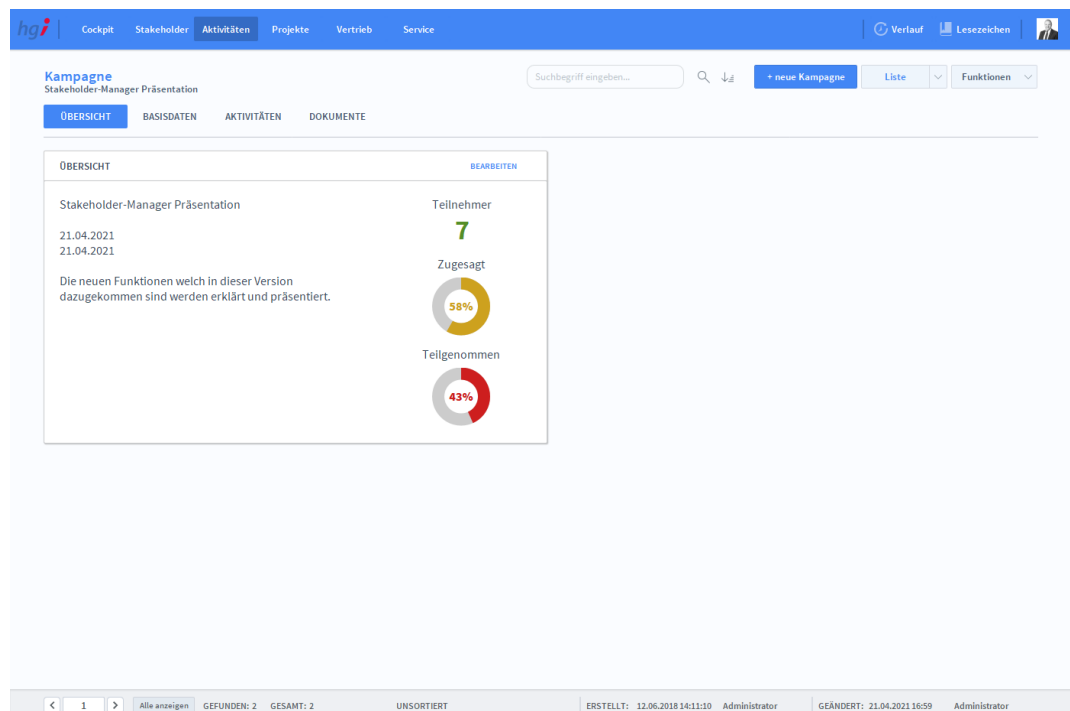 hgi Cockpit Stakeholder Aktivitäten Projekte Vertrieb Service Verlauf Lesezeichen
Kampagne
Stakeholder-Manager Präsentation
Suchbegriff eingeben... + neue Kampagne Liste Funktionen
ÜBERSICHT BASISDATEN AKTIVITÄTEN DOKUMENTE
ÜBERSICHT BEARBEITEN
Stakeholder-Manager Präsentation
21.04.2021
21.04.2021
Die neuen Funktionen welch in dieser Version
dazugekommen sind werden erklärt und präsentiert.
Teilnehmer
7
Zugesagt
58%
Teilgenommen
43%
1 Alle anzeigen GEFUNDEN: 2 GESAMT: 2 UNSORTIERT ERSTELLT: 12.06.2018 14:11:10 Administrator GEÄNDERT: 21.04.2021 16:59 Administrator